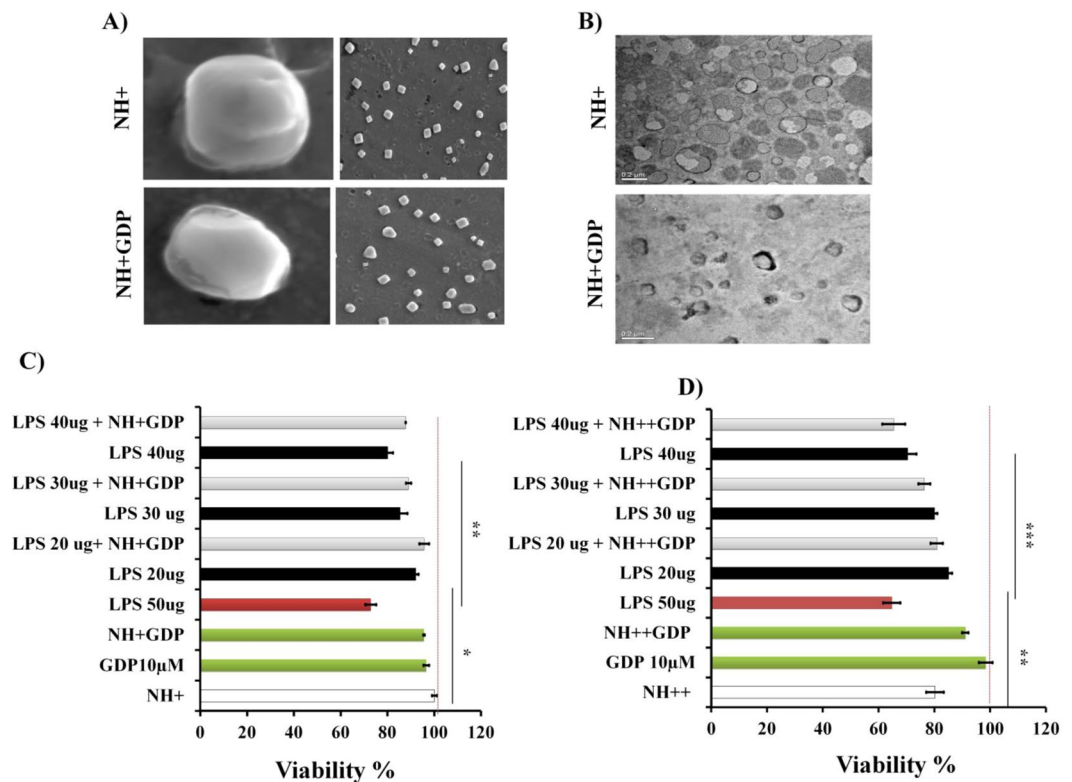 A)
B)
NH+
NH+
0.2 µm
NH+GDP
NH+GDP
0.2 µm
C)
LPS 40ug + NH+GDP
LPS 40ug
LPS 30ug + NH+GDP
LPS 30 ug
LPS 20 ug+ NH+GDP
LPS 20ug
LPS 50ug
NH+GDP
GDP10µM
NH+
**
*
0 20 40 60 80 100 120
Viability %
D)
LPS 40ug + NH++GDP
LPS 40ug
LPS 30ug + NH++GDP
LPS 30 ug
LPS 20 ug + NH++GDP
LPS 20ug
LPS 50ug
NH++GDP
GDP 10µM
NH++
***
**
0 20 40 60 80 100 120
Viability %